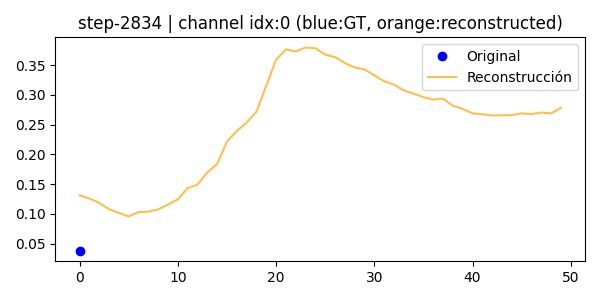 step-2834 | channel idx:0 (blue:GT, orange:reconstructed)
Original
Reconstrucción
0.35
0.30
0.25
0.20
0.15
0.10
0.05
0 10 20 30 40 50